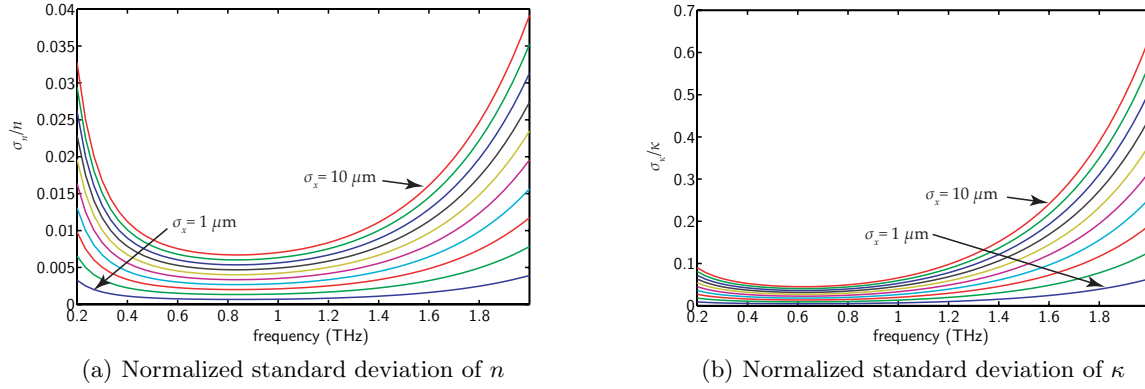 0.04
0.035
0.03
0.025
0.02
0.015
0.01
0.005
0
σn/n
σx= 10 μm
σx= 1 μm
0.2 0.4 0.6 0.8 1 1.2 1.4 1.6 1.8
frequency (THz)
(a) Normalized standard deviation of n
0.7
0.6
0.5
0.4
0.3
0.2
0.1
0
σκ/κ
σx= 10 μm
σx= 1 μm
0.2 0.4 0.6 0.8 1 1.2 1.4 1.6 1.8
frequency (THz)
(b) Normalized standard deviation of κ